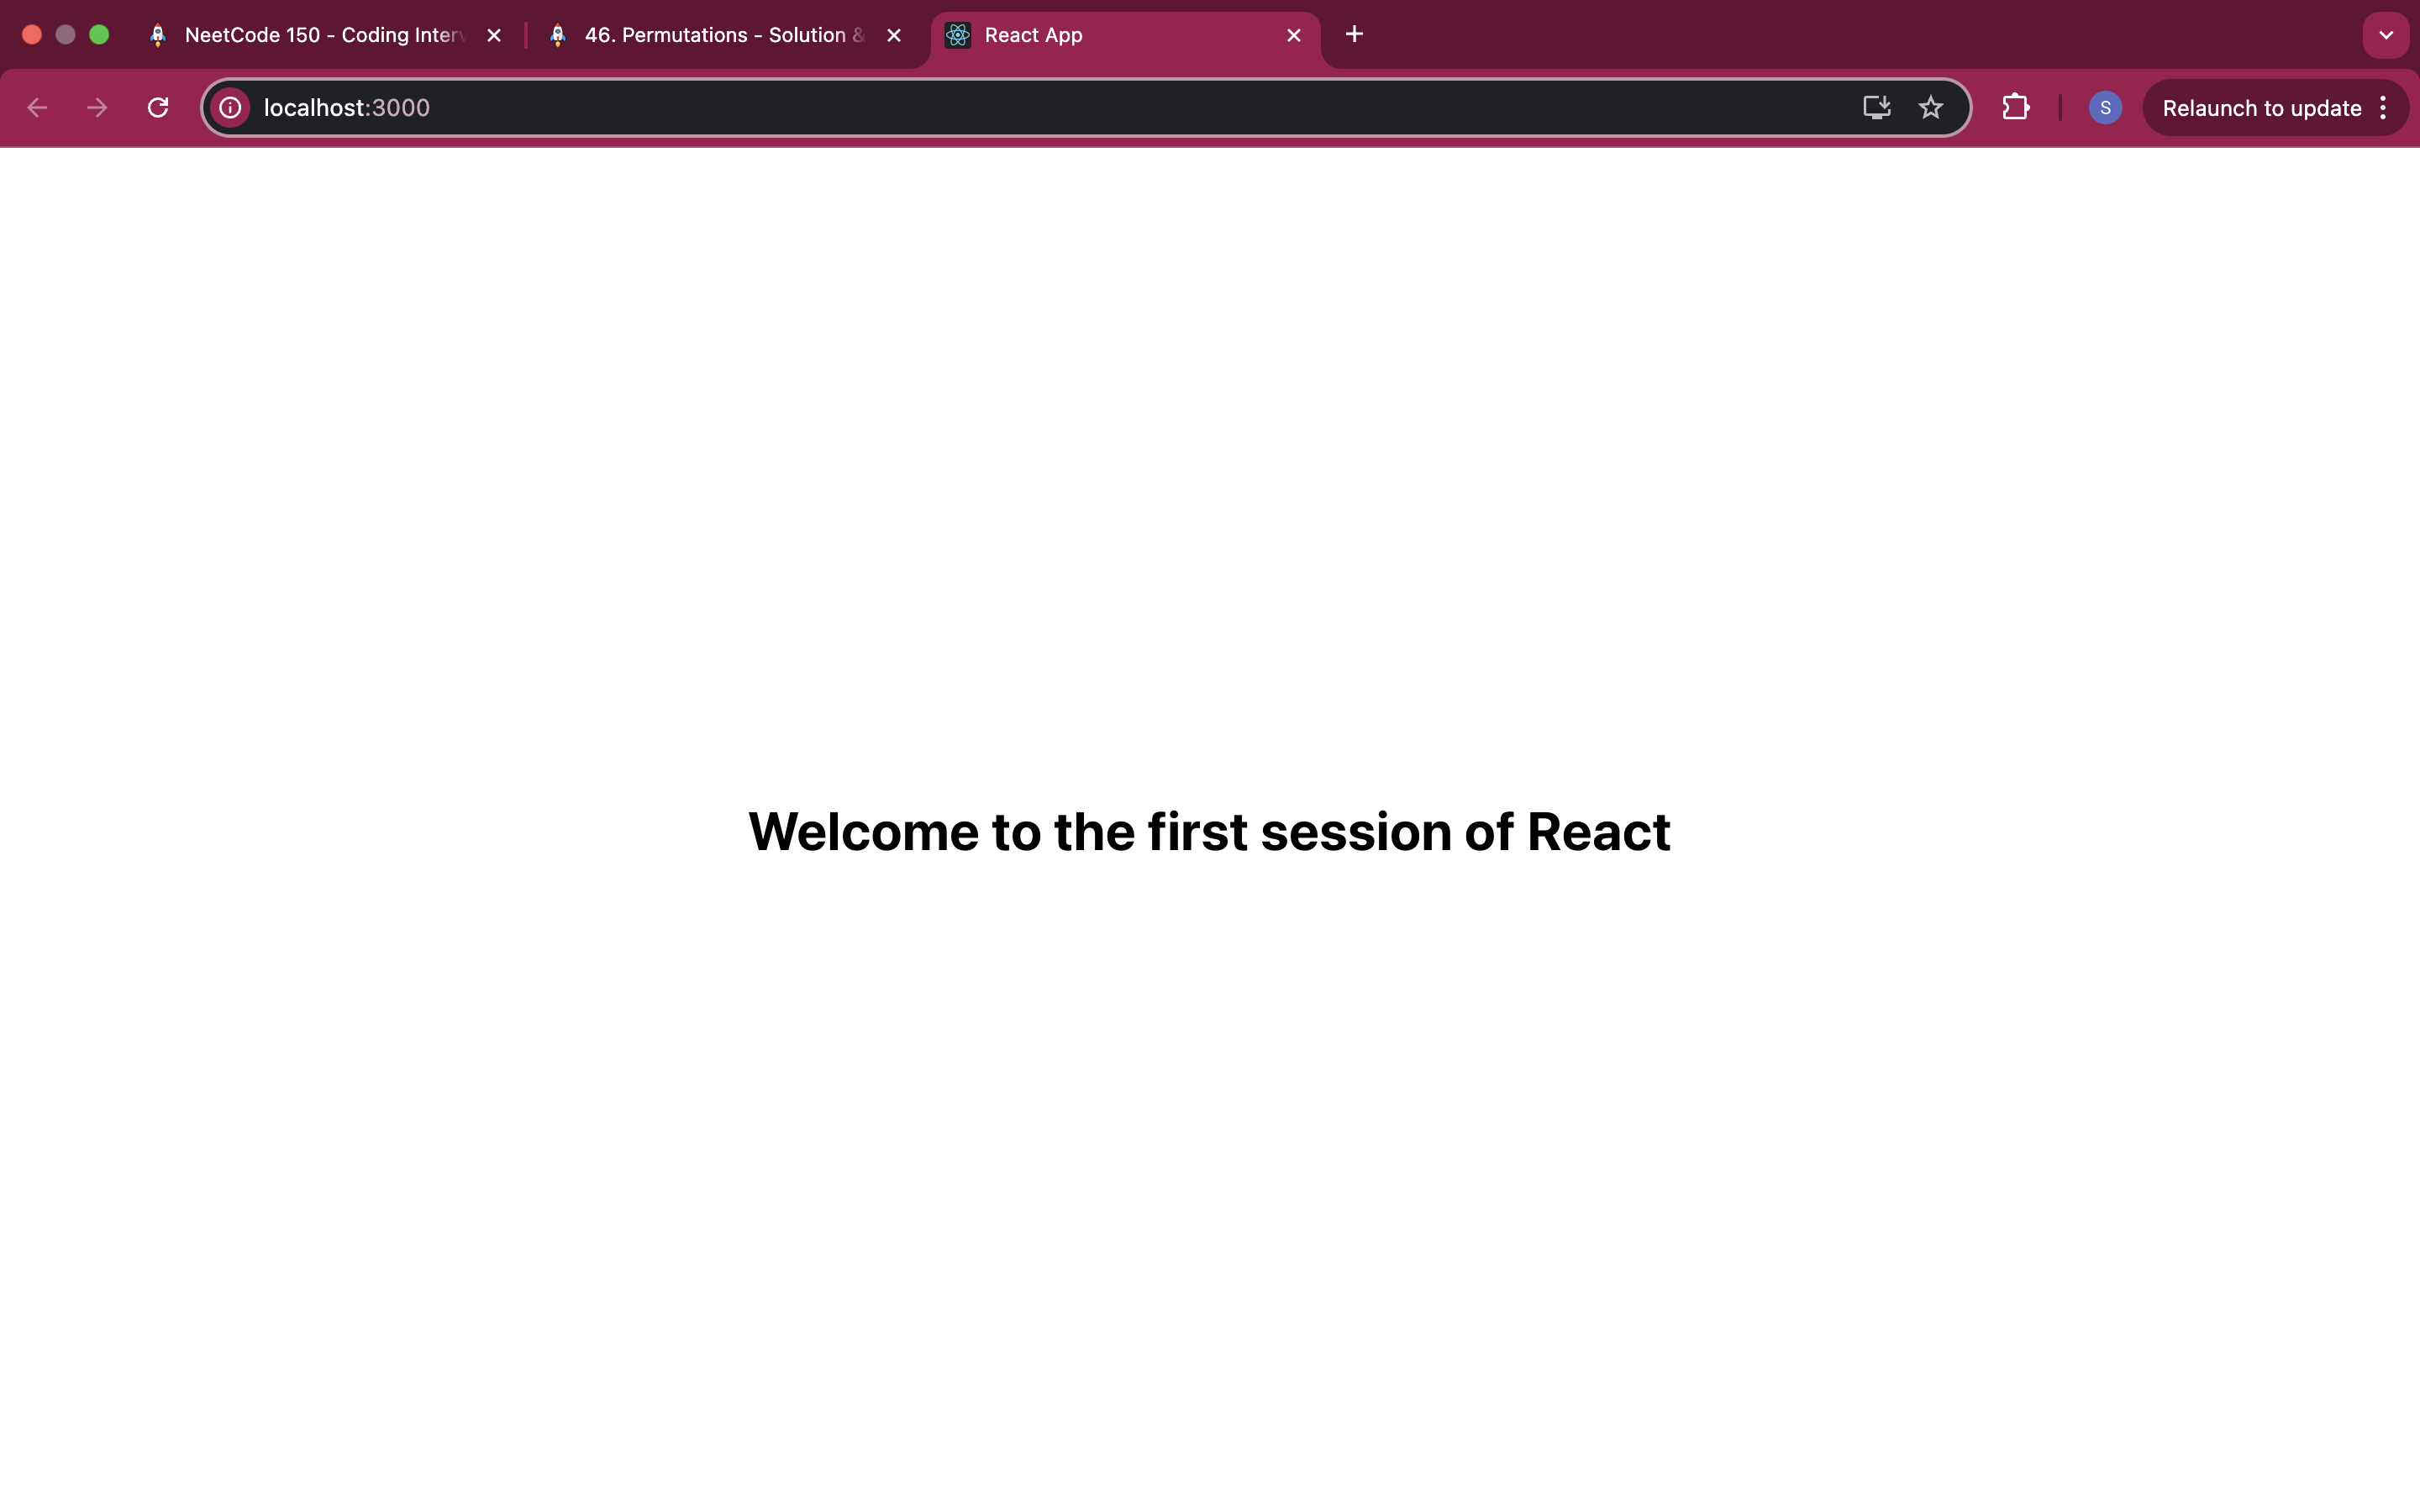 NeetCode 150 - Coding Interv
46. Permutations - Solution &
React App
localhost:3000
S
Relaunch to update
Welcome to the first session of React